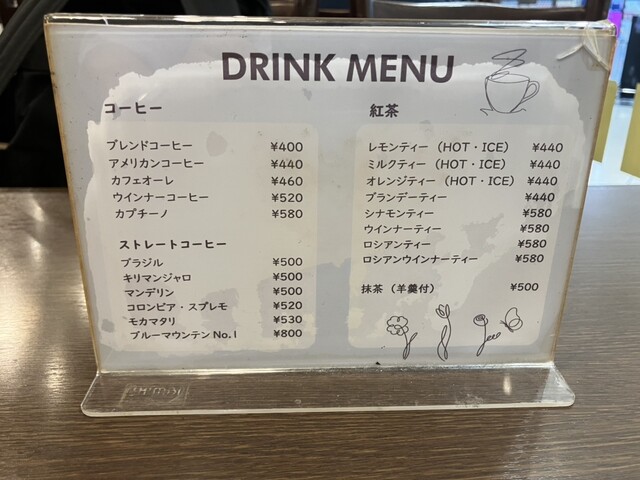 DRINK MENU
コーヒー
ブレンドコーヒー ¥400
アメリカンコーヒー ¥440
カフェオーレ ¥460
ウインナーコーヒー ¥520
カプチーノ ¥580
ストレートコーヒー
ブラジル ¥500
キリマンジャロ ¥500
マンデリン ¥500
コロンビア・スプレモ ¥520
モカマタリ ¥530
ブルーマウンテン No.1 ¥800
紅茶
レモンティー（HOT・ICE） ¥440
ミルクティー（HOT・ICE） ¥440
オレンジティー（HOT・ICE） ¥440
ブランデーティー ¥440
シナモンティー ¥580
ウインナーティー ¥580
ロシアンティー ¥580
ロシアンウインナーティー ¥580
抹茶（羊羹付） ¥500